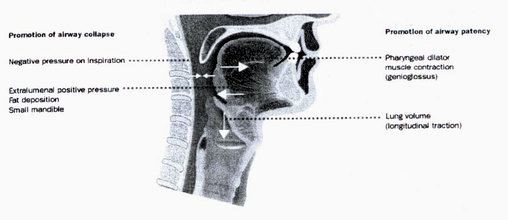 Promotion of airway collapse
Negative pressure on inspiration
Extralumenal positive pressure
Fat deposition
Small mandible
Promotion of airway patency
Pharyngeal dilator
muscle contraction
(genioglossus)
Lung volume
(longitudinal traction)